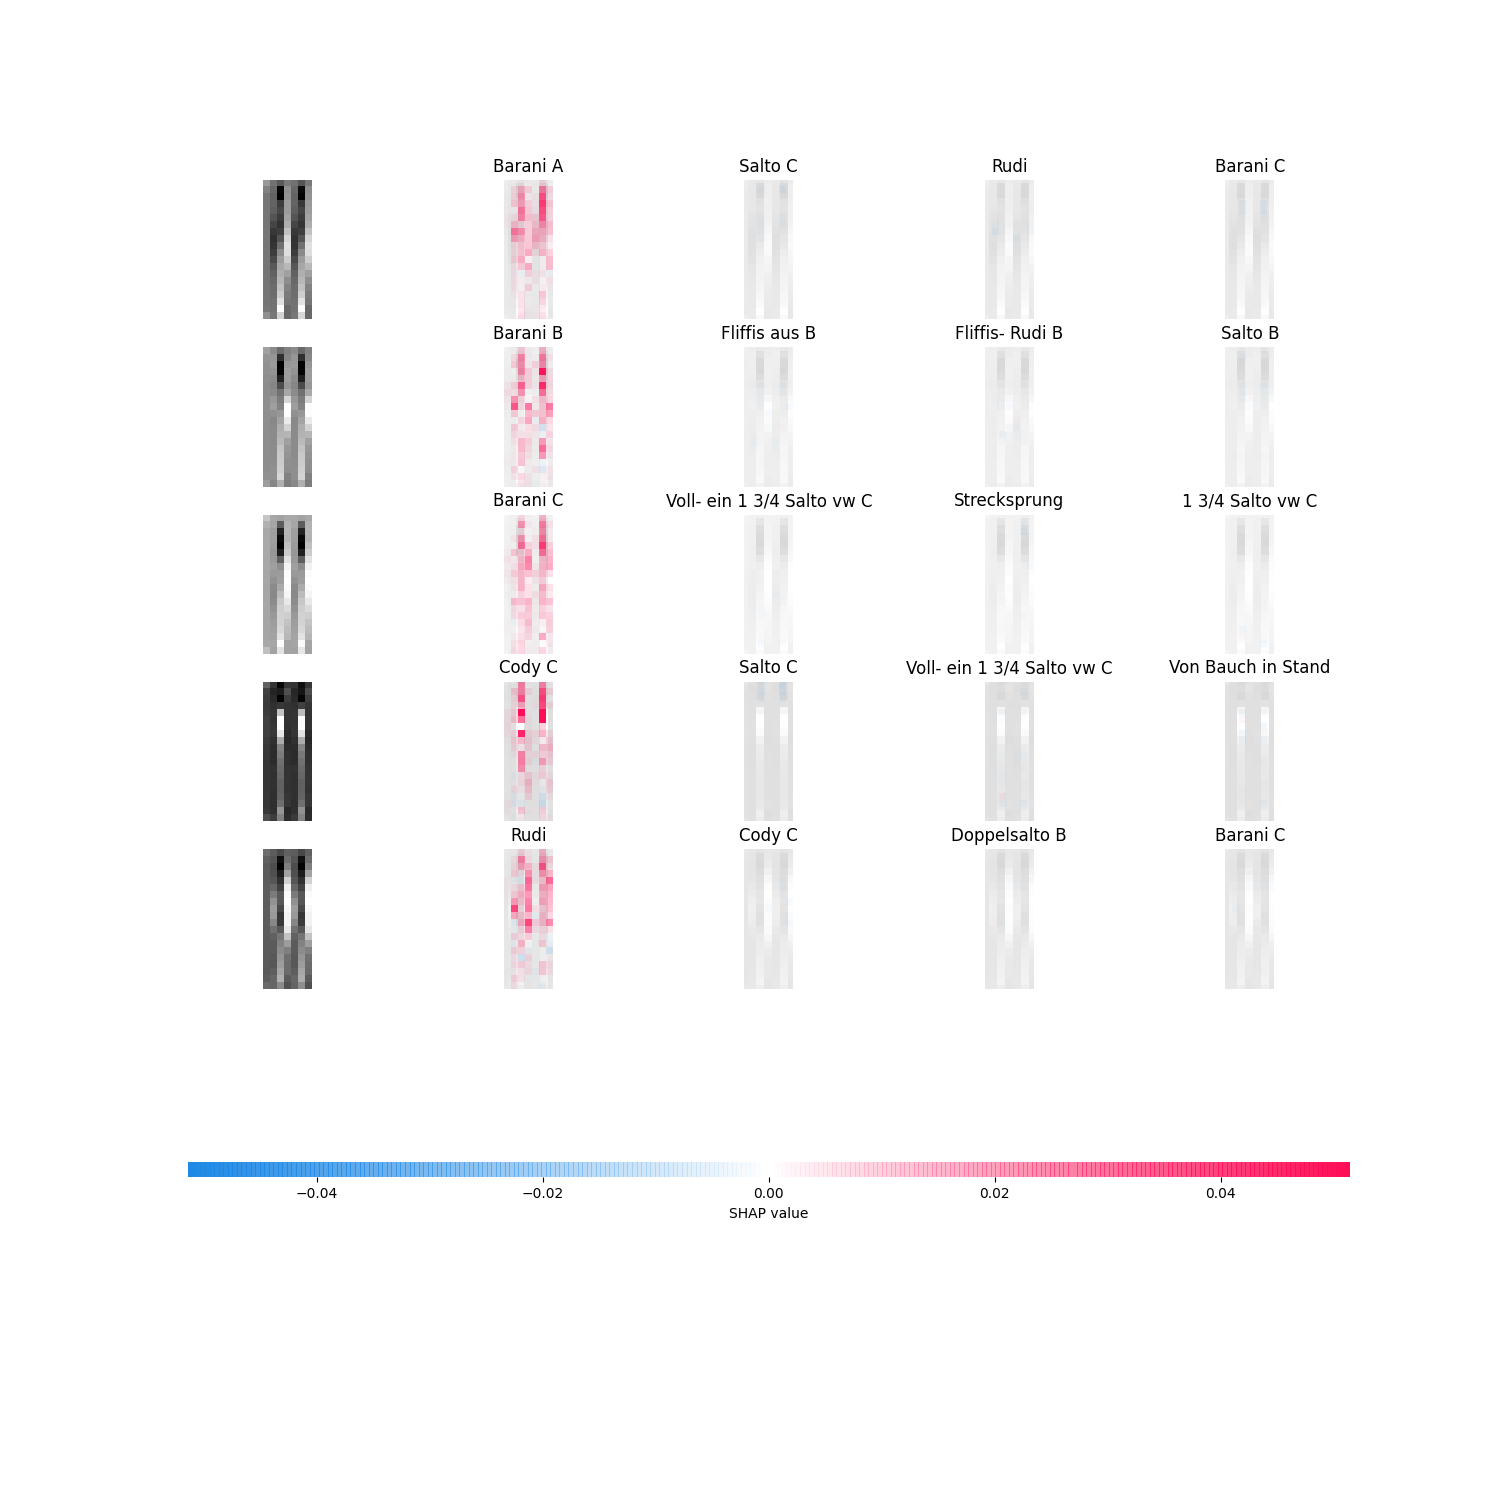 Barani A Salto C Rudi Barani C
Barani B Fliffis aus B Fliffis- Rudi B Salto B
Barani C Voll- ein 1 3/4 Salto vw C Strecksprung 1 3/4 Salto vw C
Cody C Salto C Voll- ein 1 3/4 Salto vw C Von Bauch in Stand
Rudi Cody C Doppelsalto B Barani C
−0.04 −0.02 0.00 0.02 0.04
SHAP value